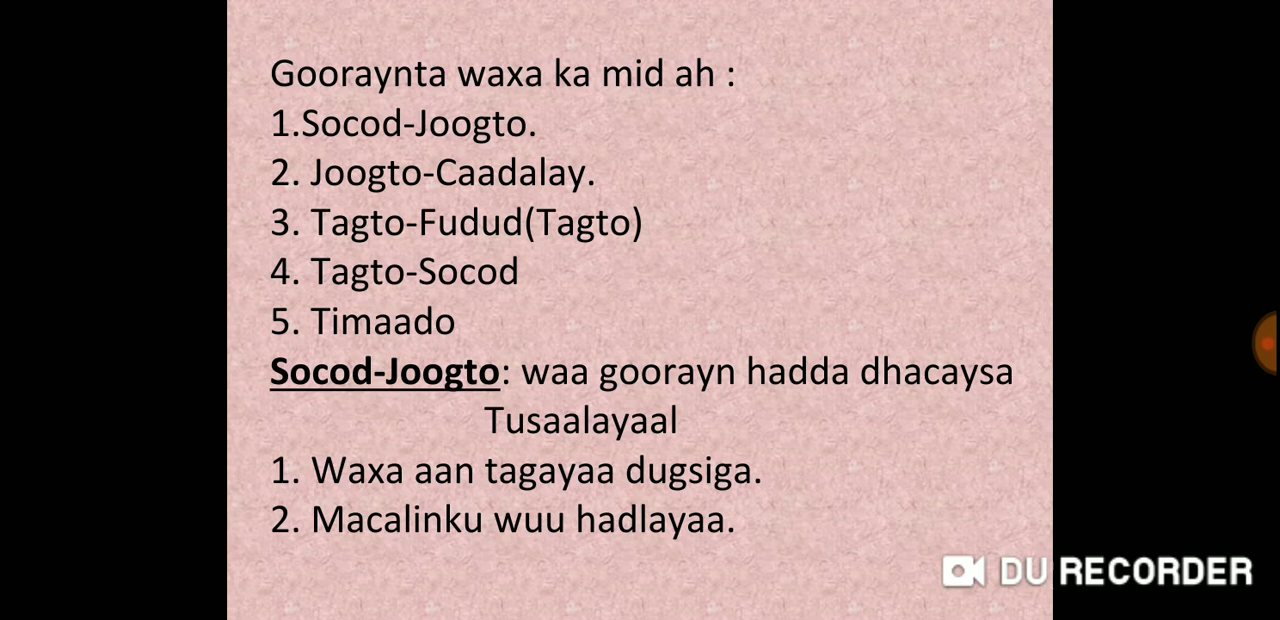 Gooraynta waxa ka mid ah :
1.Socod-Joogto.
2. Joogto-Caadalay.
3. Tagto-Fudud(Tagto)
4. Tagto-Socod
5. Timaado
Socod-Joogto: waa goorayn hadda dhacaysa
Tusaalayaal
1. Waxa aan tagayaa dugsiga.
2. Macalinku wuu hadlayaa.
DU RECORDER